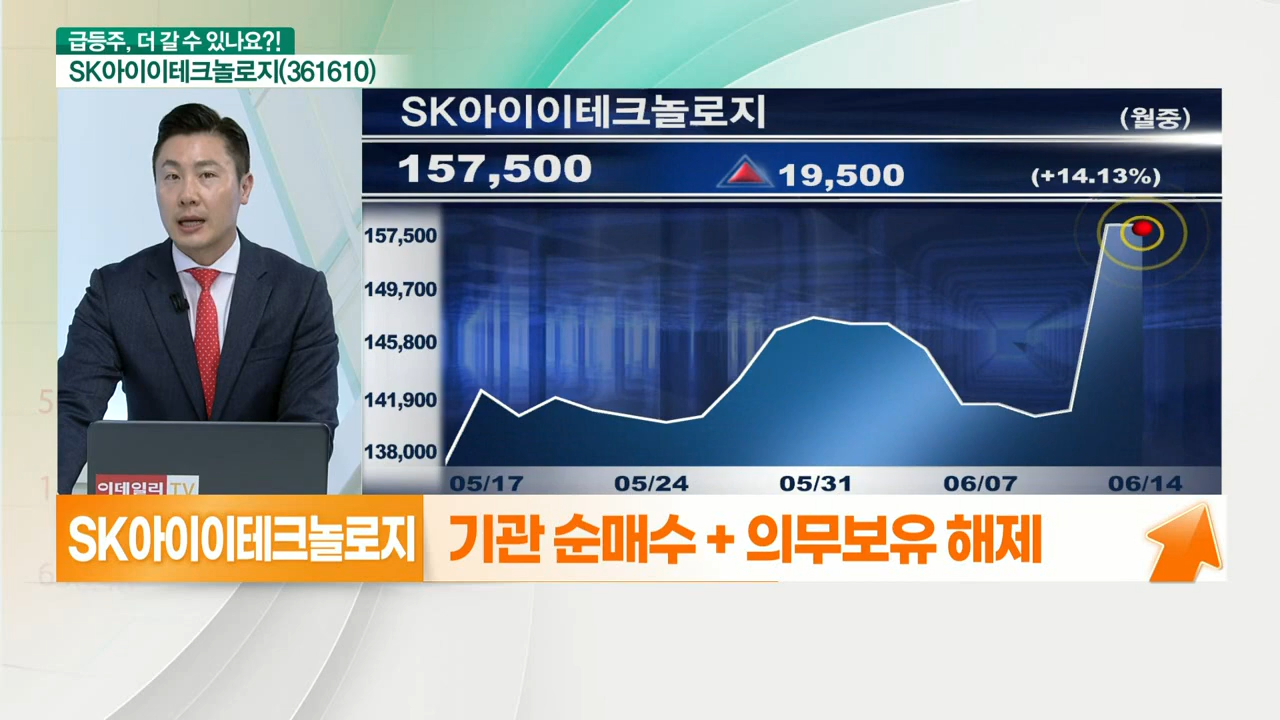 급등주, 더 갈 수 있나요?!
SK아이이테크놀로지(361610)
SK아이이테크놀로지 (월중)
157,500 19,500 (+14.13%)
157,500
149,700
145,800
141,900
138,000
05/17 05/24 05/31 06/07 06/14
이데일리 TV
SK아이이테크놀로지 기관 순매수 + 의무보유 해제